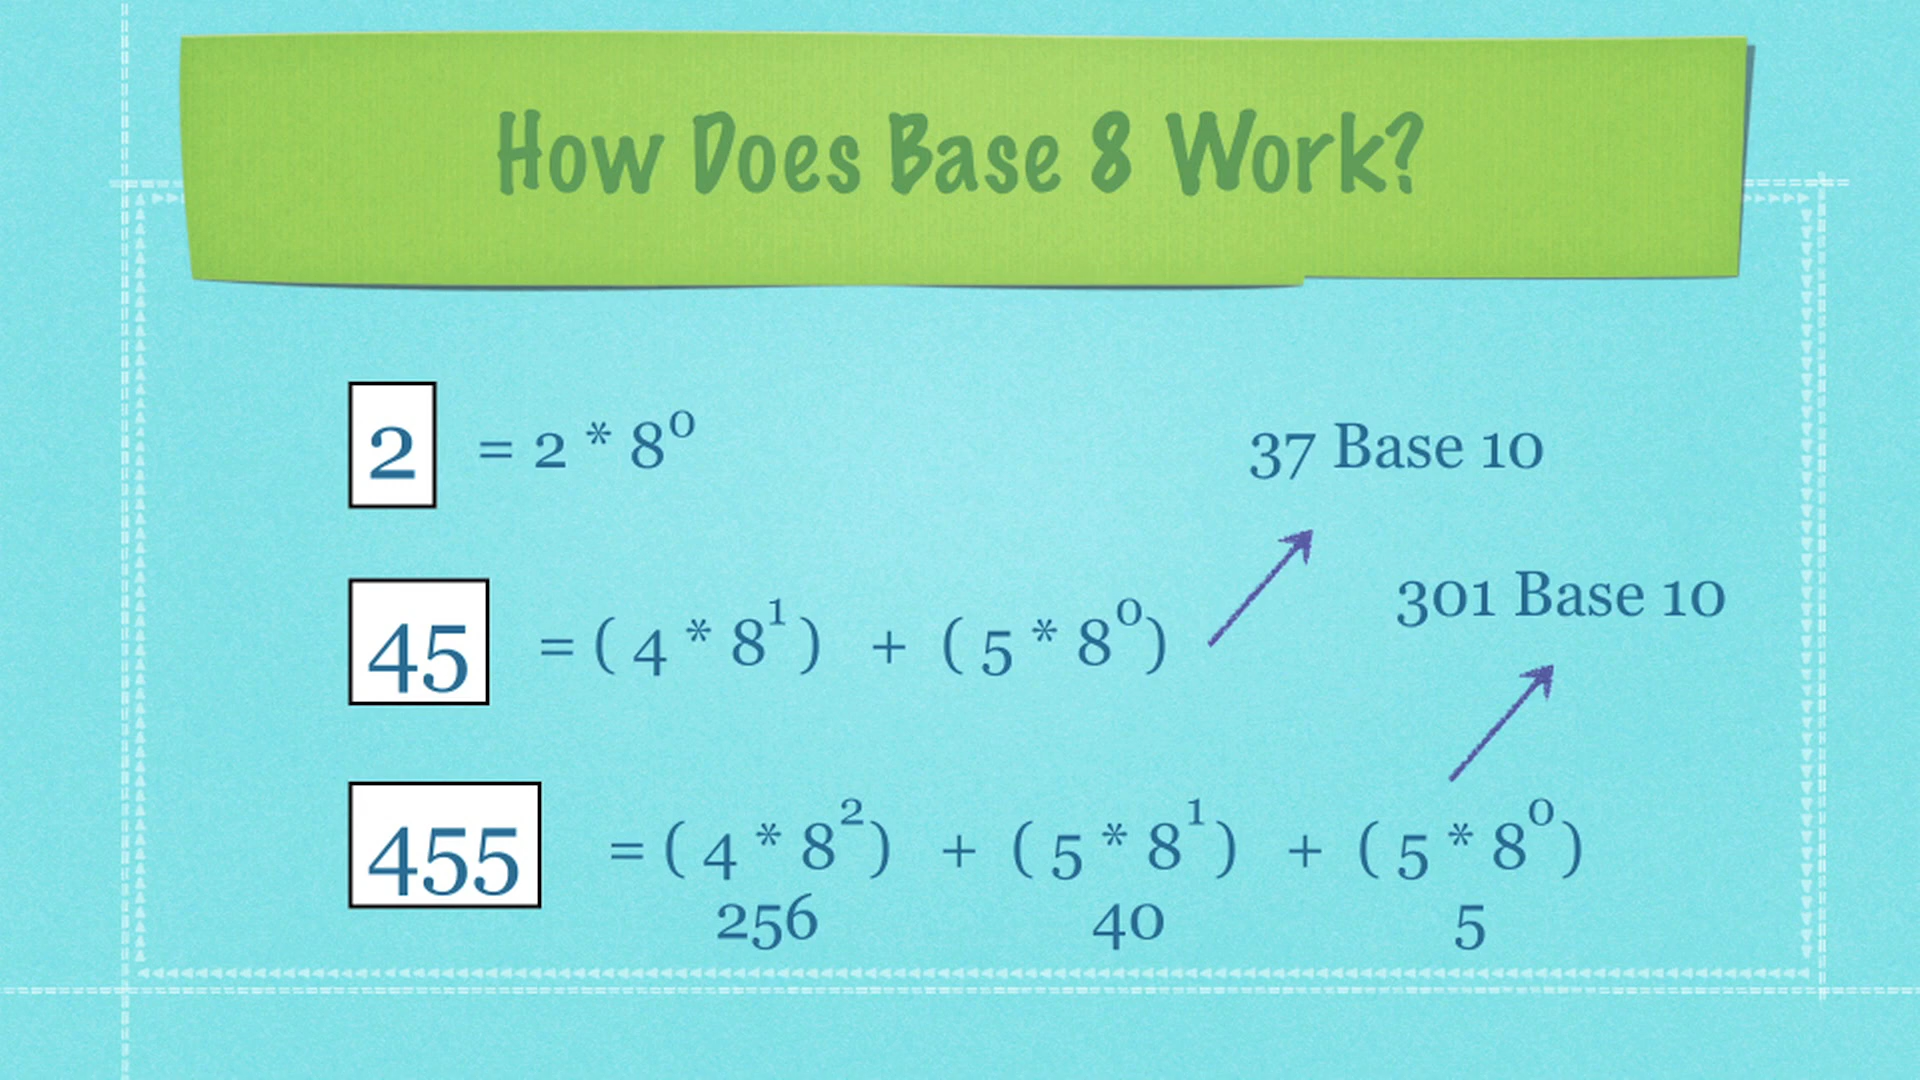 How Does Base 8 Work?
2 = 2 * 8⁰
37 Base 10
45 = ( 4 * 8¹ ) + ( 5 * 8⁰ )
301 Base 10
455 = ( 4 * 8² ) + ( 5 * 8¹ ) + ( 5 * 8⁰ )
256 40 5